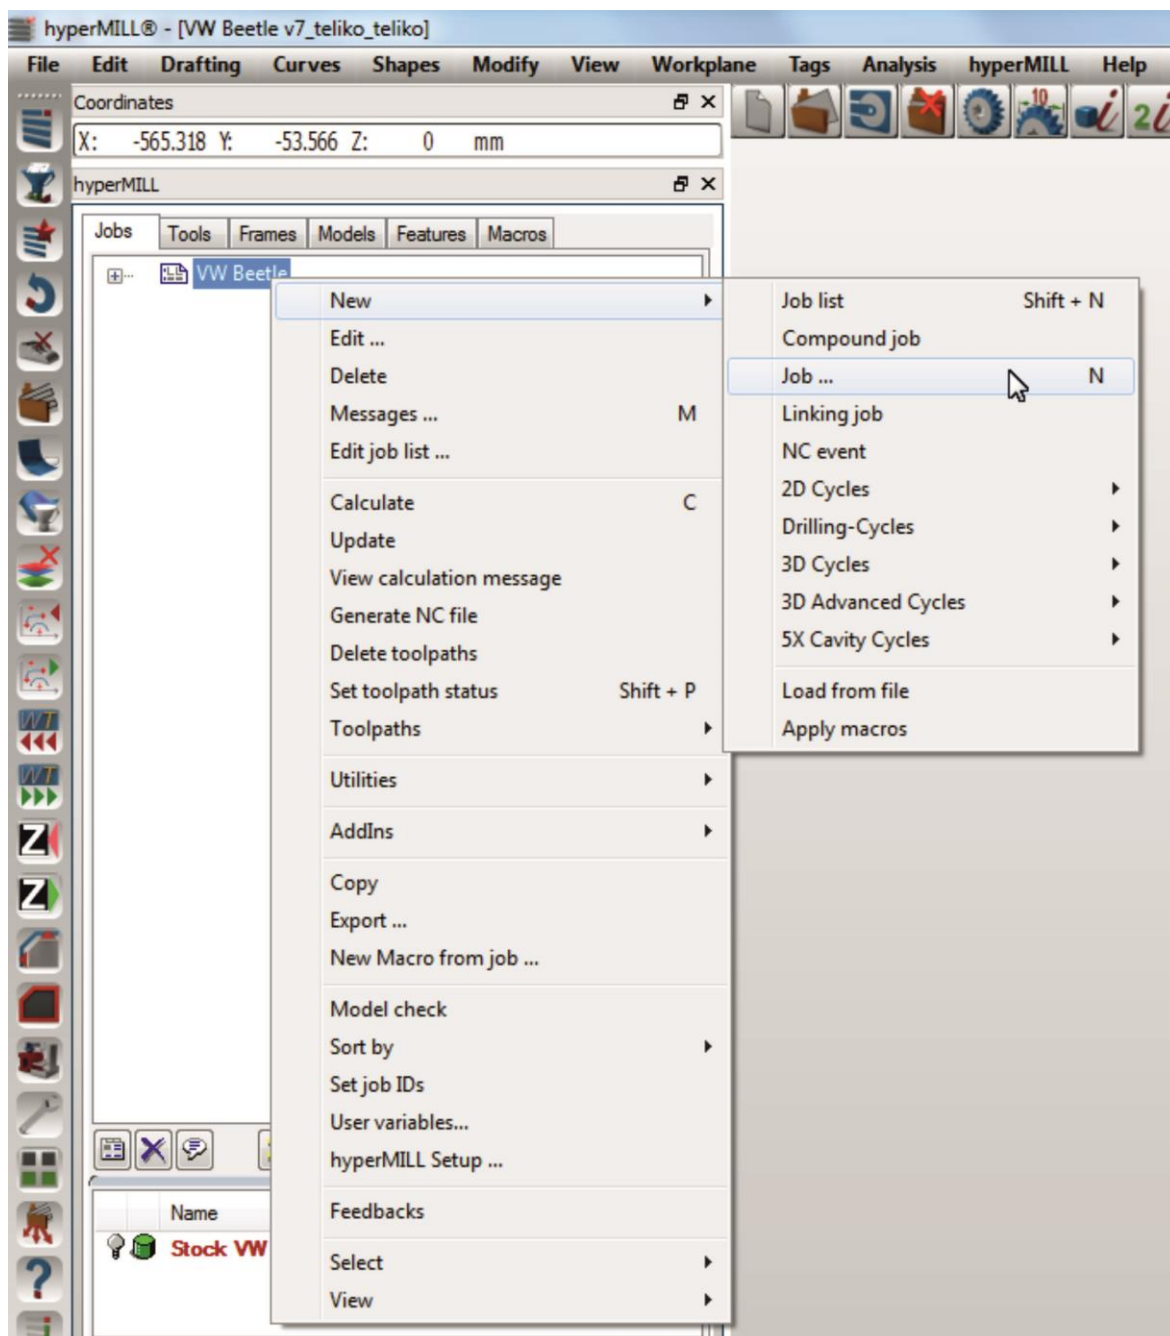 hyperMILL® - [VW Beetle v7_teliko_teliko]
File Edit Drafting Curves Shapes Modify View Workplane Tags Analysis hyperMILL Help
Coordinates
X: -565.318 Y: -53.566 Z: 0 mm
hyperMILL
Jobs Tools Frames Models Features Macros
VW Beetle
New
Edit ...
Delete
Messages ... M
Edit job list ...
Calculate C
Update
View calculation message
Generate NC file
Delete toolpaths
Set toolpath status Shift + P
Toolpaths
Utilities
AddIns
Copy
Export ...
New Macro from job ...
Model check
Sort by
Set job IDs
User variables...
hyperMILL Setup ...
Feedbacks
Select
View
Job list Shift + N
Compound job
Job ... N
Linking job
NC event
2D Cycles
Drilling-Cycles
3D Cycles
3D Advanced Cycles
5X Cavity Cycles
Load from file
Apply macros
Name
Stock VW
10
i
2i
WT
WT
Z
Z
?